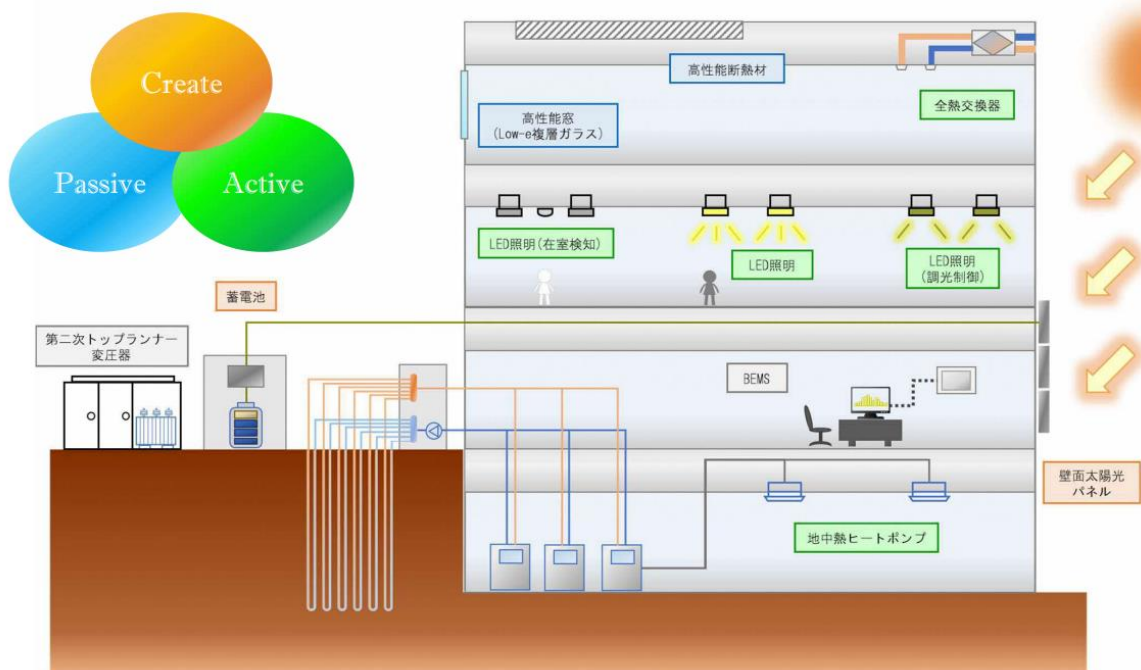 Create
Passive
Active
高性能断熱材
全熱交換器
高性能窓
(Low-e複層ガラス)
LED照明(在室検知)
LED照明
LED照明
(調光制御)
蓄電池
第二次トップランナー
変圧器
BEMS
壁面太陽光
パネル
地中熱ヒートポンプ